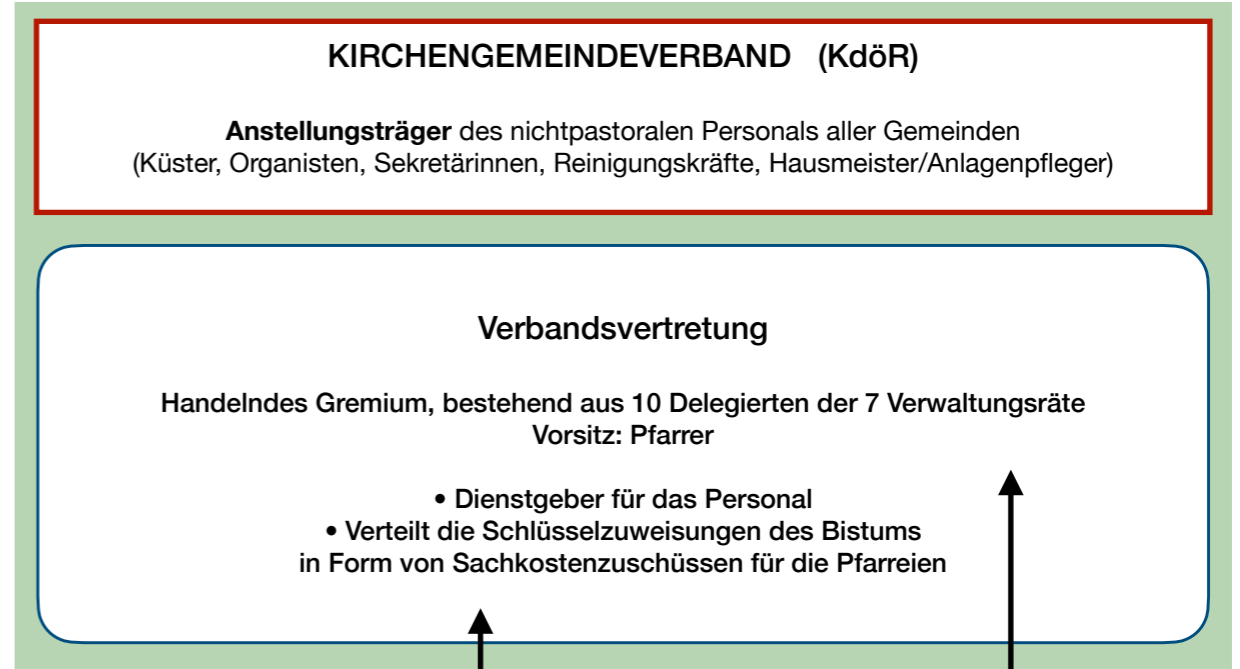 KIRCHENGEMEINDEVERBAND (KdöR)
Anstellungsträger des nichtpastoralen Personals aller Gemeinden
(Küster, Organisten, Sekretärinnen, Reinigungskräfte, Hausmeister/Anlagenpfleger)
Verbandsvertretung
Handelndes Gremium, bestehend aus 10 Delegierten der 7 Verwaltungsräte
Vorsitz: Pfarrer
• Dienstgeber für das Personal
• Verteilt die Schlüsselzuweisungen des Bistums
in Form von Sachkostenzuschüssen für die Pfarreien